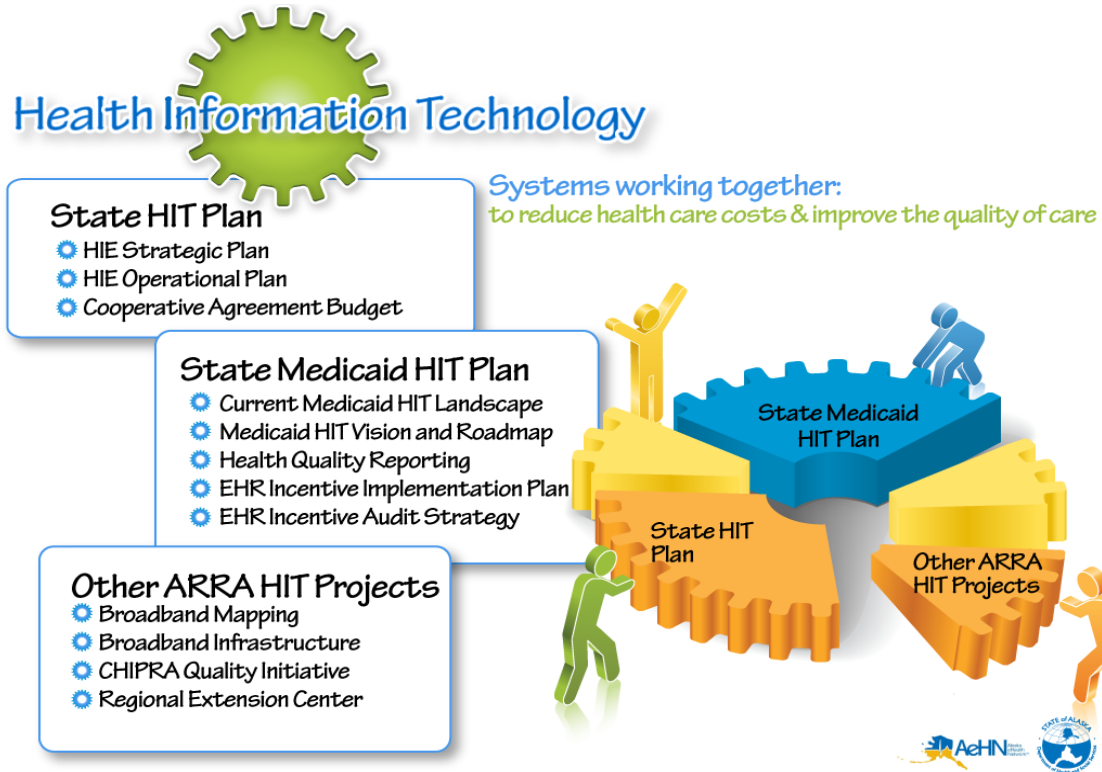 Health Information Technology
Systems working together:
to reduce health care costs & improve the quality of care
State HIT Plan
HIE Strategic Plan
HIE Operational Plan
Cooperative Agreement Budget
State Medicaid HIT Plan
Current Medicaid HIT Landscape
Medicaid HIT Vision and Roadmap
Health Quality Reporting
EHR Incentive Implementation Plan
EHR Incentive Audit Strategy
Other ARRA HIT Projects
Broadband Mapping
Broadband Infrastructure
CHIPRA Quality Initiative
Regional Extension Center
State Medicaid
HIT Plan
State HIT
Plan
Other ARRA
HIT Projects
AeHN
Alaska
eHealth
Network
STATE of ALASKA